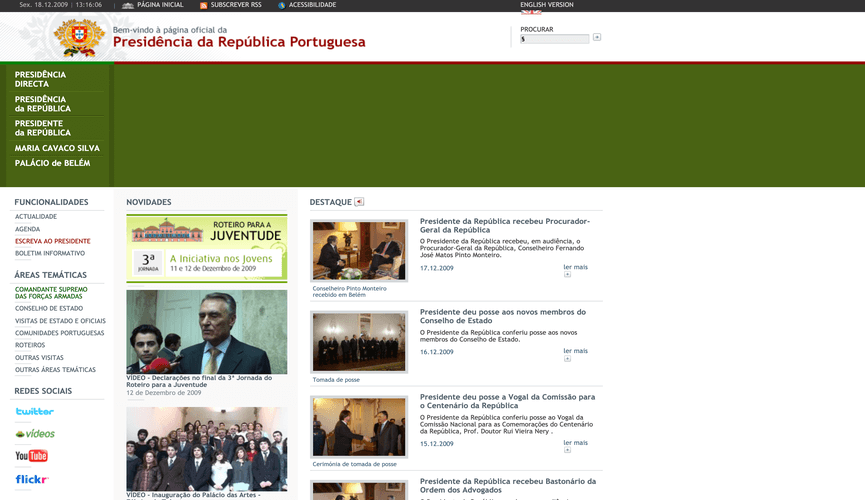 Sex. 18.12.2009 | 13:16:06
PÁGINA INICIAL
SUBSCREVER RSS
ACESSIBILIDADE
ENGLISH VERSION
Bem-vindo à página oficial da
Presidência da República Portuguesa
PROCURAR
PRESIDÊNCIA
DIRECTA
PRESIDÊNCIA
da REPÚBLICA
PRESIDENTE
da REPÚBLICA
MARIA CAVACO SILVA
PALÁCIO de BELÉM
FUNCIONALIDADES
ACTUALIDADE
AGENDA
ESCREVA AO PRESIDENTE
BOLETIM INFORMATIVO
ÁREAS TEMÁTICAS
COMANDANTE SUPREMO
DAS FORÇAS ARMADAS
CONSELHO DE ESTADO
VISITAS DE ESTADO E OFICIAIS
COMUNIDADES PORTUGUESAS
ROTEIROS
OUTRAS VISITAS
OUTRAS ÁREAS TEMÁTICAS
REDES SOCIAIS
twitter
vídeos
YouTube
flickr
NOVIDADES
ROTEIRO PARA A
JUVENTUDE
3ª
JORNADA
A Iniciativa nos Jovens
11 e 12 de Dezembro de 2009
VÍDEO - Declarações no final da 3ª Jornada do
Roteiro para a Juventude
12 de Dezembro de 2009
VÍDEO - Inauguração do Palácio das Artes -
DESTAQUE
Presidente da República recebeu Procurador-
Geral da República
O Presidente da República recebeu, em audiência, o
Procurador-Geral da República, Conselheiro Fernando
José Matos Pinto Monteiro.
17.12.2009
ler mais
Conselheiro Pinto Monteiro
recebido em Belém
Presidente deu posse aos novos membros do
Conselho de Estado
O Presidente da República conferiu posse aos novos
membros do Conselho de Estado.
16.12.2009
ler mais
Tomada de posse
Presidente deu posse a Vogal da Comissão para
o Centenário da República
O Presidente da República conferiu posse ao Vogal da
Comissão Nacional para as Comemorações do Centenário
da República, Prof. Doutor Rui Vieira Nery .
15.12.2009
ler mais
Cerimónia de tomada de posse
Presidente da República recebeu Bastonário da
Ordem dos Advogados